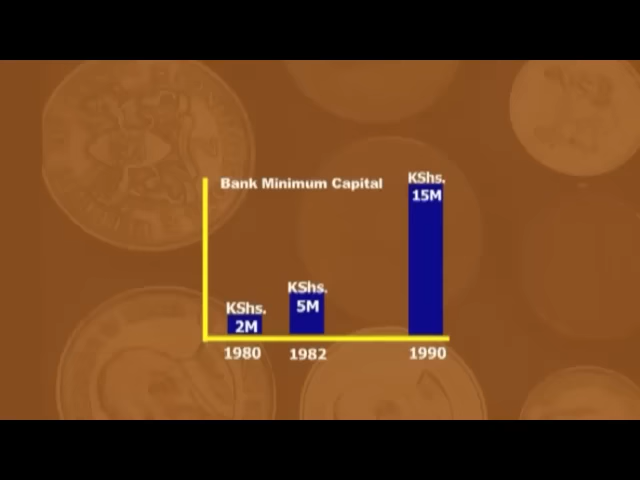 Bank Minimum Capital
KShs.
2M
KShs.
5M
KShs.
15M
1980
1982
1990